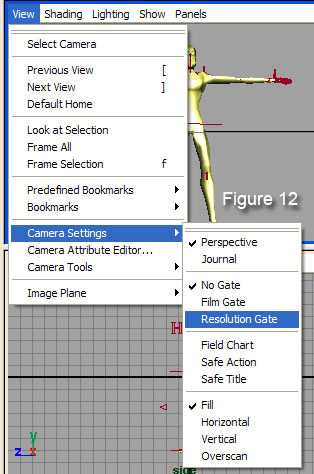 View Shading Lighting Show Panels
Select Camera
Previous View [
Next View ]
Default Home
Look at Selection
Frame All
Frame Selection f
Predefined Bookmarks
Bookmarks
Figure 12
Camera Settings
Camera Attribute Editor...
Camera Tools
Image Plane
Perspective
Journal
No Gate
Film Gate
Resolution Gate
Field Chart
Safe Action
Safe Title
Fill
Horizontal
Vertical
Overscan
H
y
z x
side